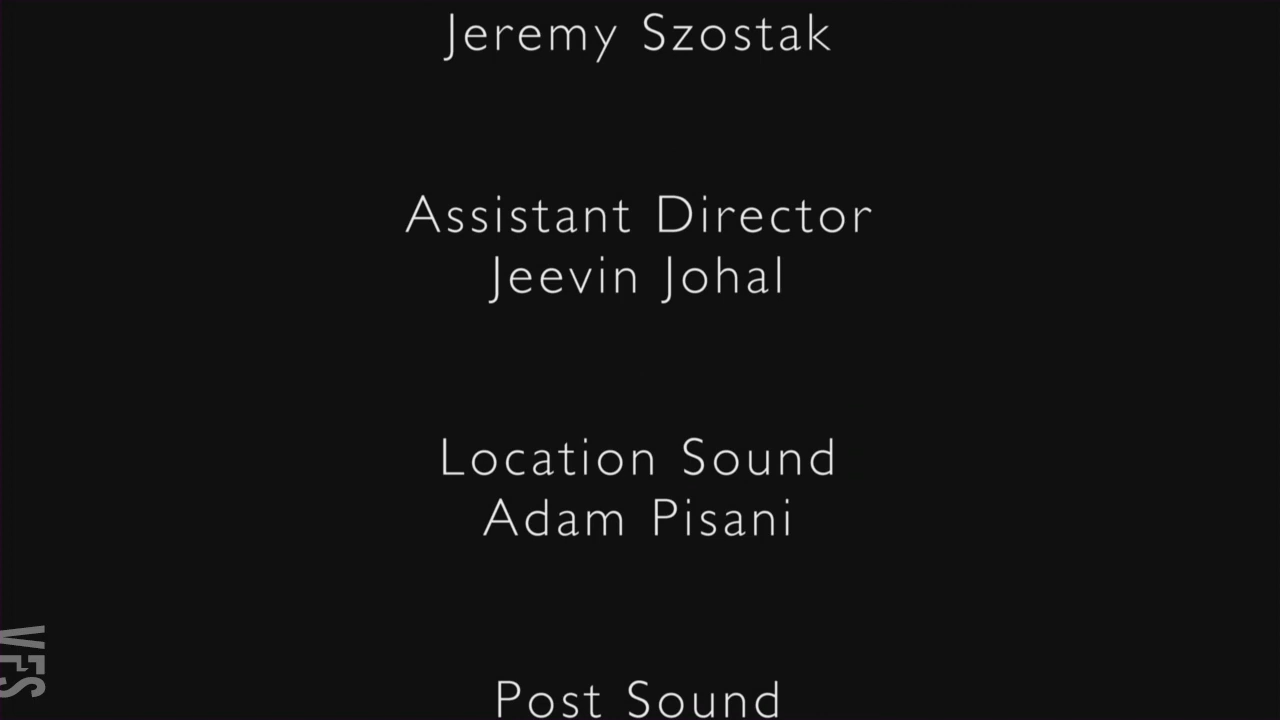 Jeremy Szostak
Assistant Director
Jeevin Johal
Location Sound
Adam Pisani
VFS
Post Sound